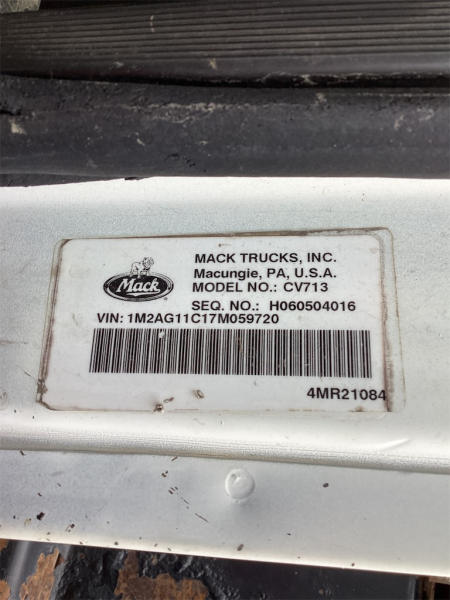 Mack
MACK TRUCKS, INC.
Macungie, PA, U.S.A.
MODEL NO.: CV713
SEQ. NO.: H060504016
VIN: 1M2AG11C17M059720
4MR21084